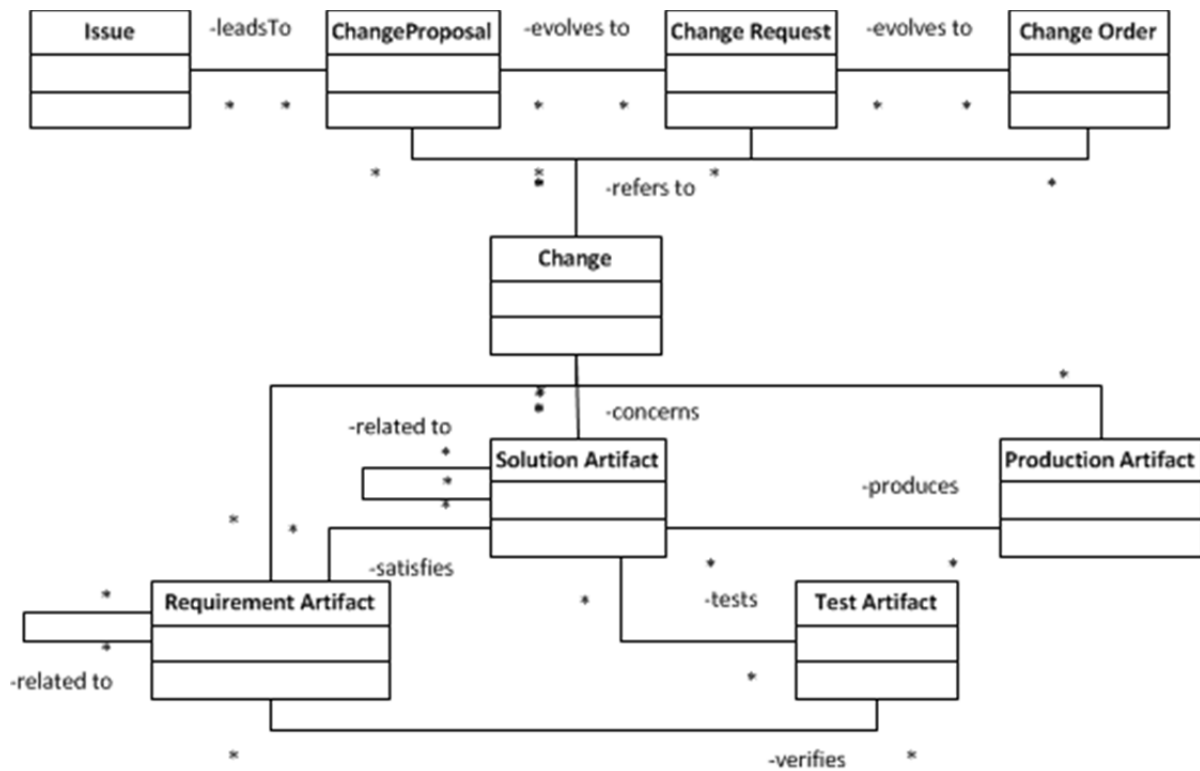 Issue
-leadsTo
ChangeProposal
-evolves to
Change Request
-evolves to
Change Order
* *
* *
* *
*
*
*
-refers to
*
*
Change
*
*
*
-concerns
-related to
*
Solution Artifact
Production Artifact
*
-produces
*
*
*
-satisfies
*
*
*
Requirement Artifact
*
-tests
Test Artifact
*
-related to
*
*
-verifies
*